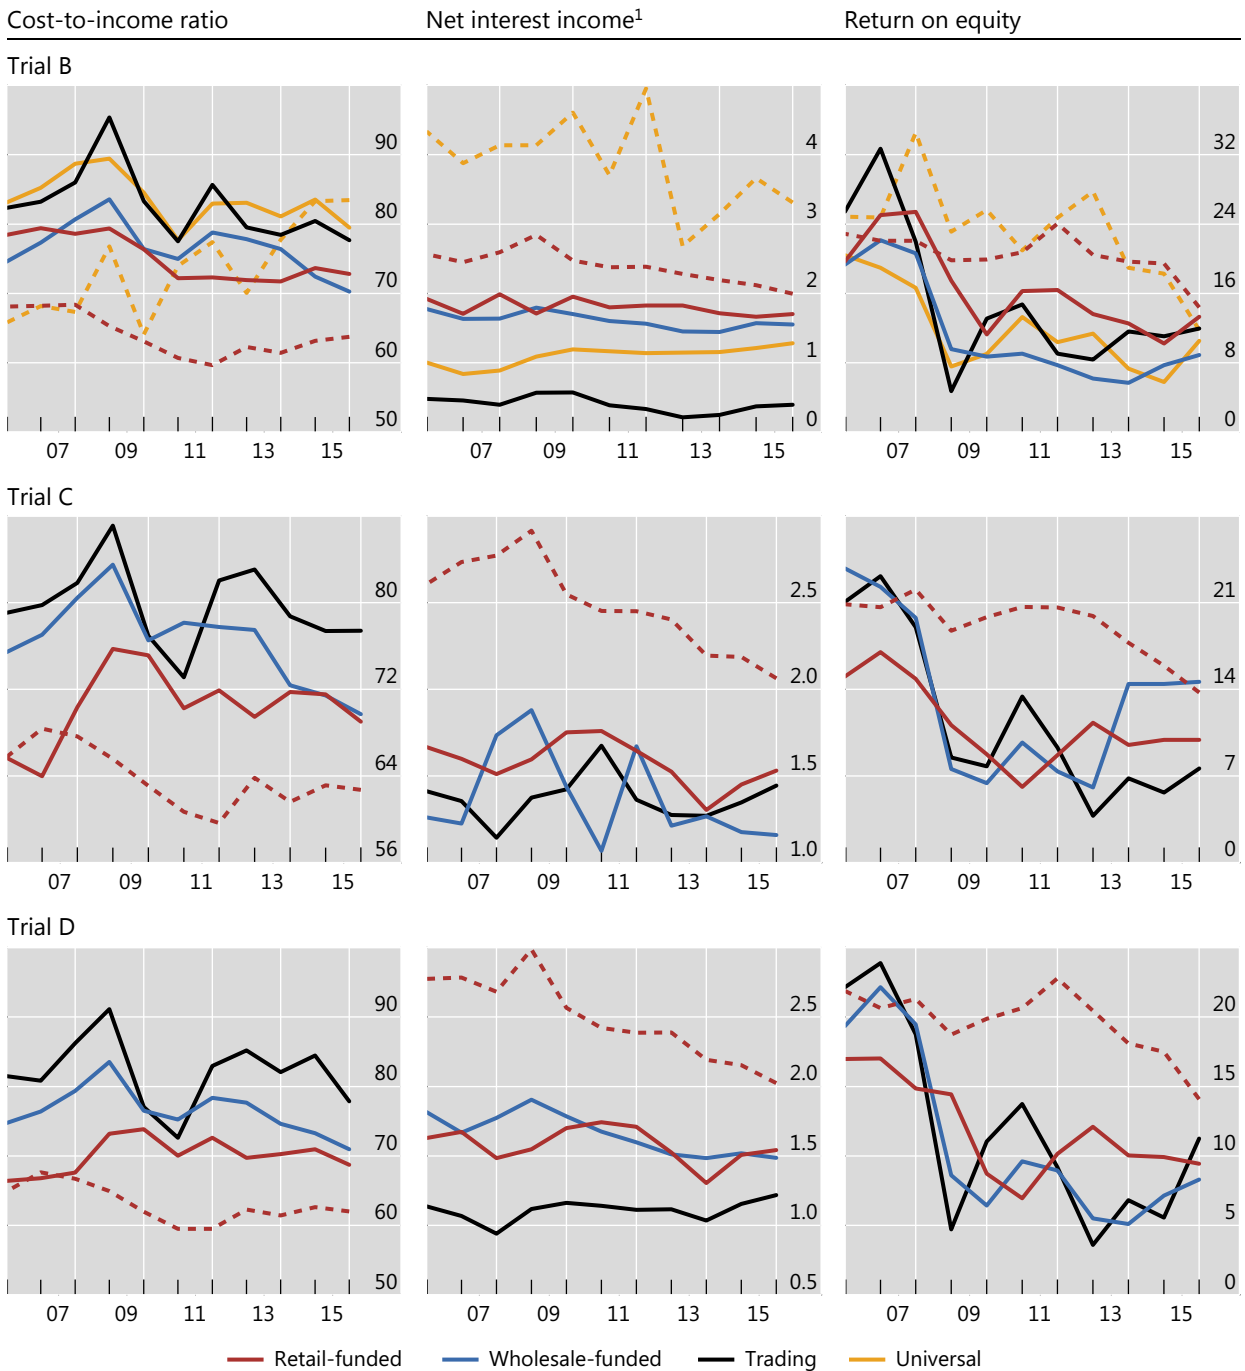 Cost-to-income ratio Net interest income¹ Return on equity
Trial B
90 4 32
80 3 24
70 2 16
60 1 8
50 0 0
07 09 11 13 15 07 09 11 13 15 07 09 11 13 15
Trial C
80 2.5 21
72 2.0 14
64 1.5 7
56 1.0 0
07 09 11 13 15 07 09 11 13 15 07 09 11 13 15
Trial D
90 2.5 20
80 2.0 15
70 1.5 10
60 1.0 5
50 0.5 0
07 09 11 13 15 07 09 11 13 15 07 09 11 13 15
Retail-funded Wholesale-funded Trading Universal